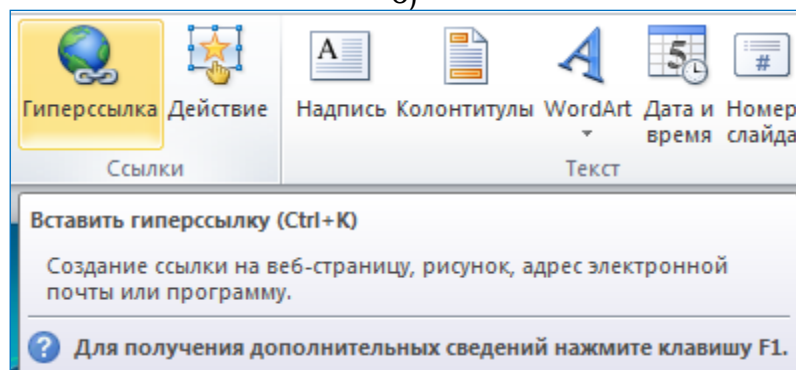 Гиперссылка Действие Надпись Колонтитулы WordArt Дата и время Номер слайда
Ссылки Текст
Вставить гиперссылку (Ctrl+K)
Создание ссылки на веб-страницу, рисунок, адрес электронной
почты или программу.
Для получения дополнительных сведений нажмите клавишу F1.